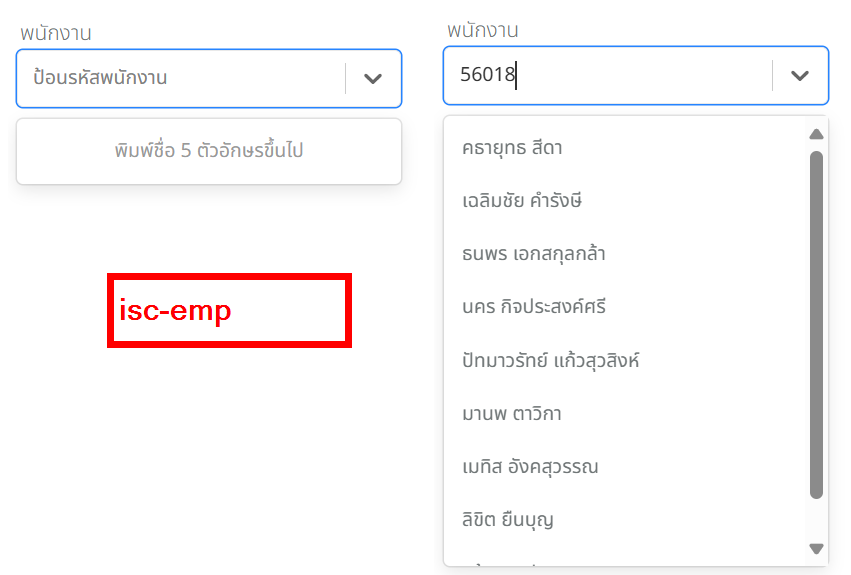 พนักงาน
ป้อนรหัสพนักงาน
พิมพ์ชื่อ 5 ตัวอักษรขึ้นไป
isc-emp
พนักงาน
56018
คธายุทธ สีดา
เฉลิมชัย คำรังษี
ธนพร เอกสกุลกล้า
นคร กิจประสงค์ศรี
ปัทมาวรัทย์ แก้วสุวสิงห์
มานพ ตาวิกา
เมทิส อังคสุวรรณ
ลิขิต ยืนบุญ